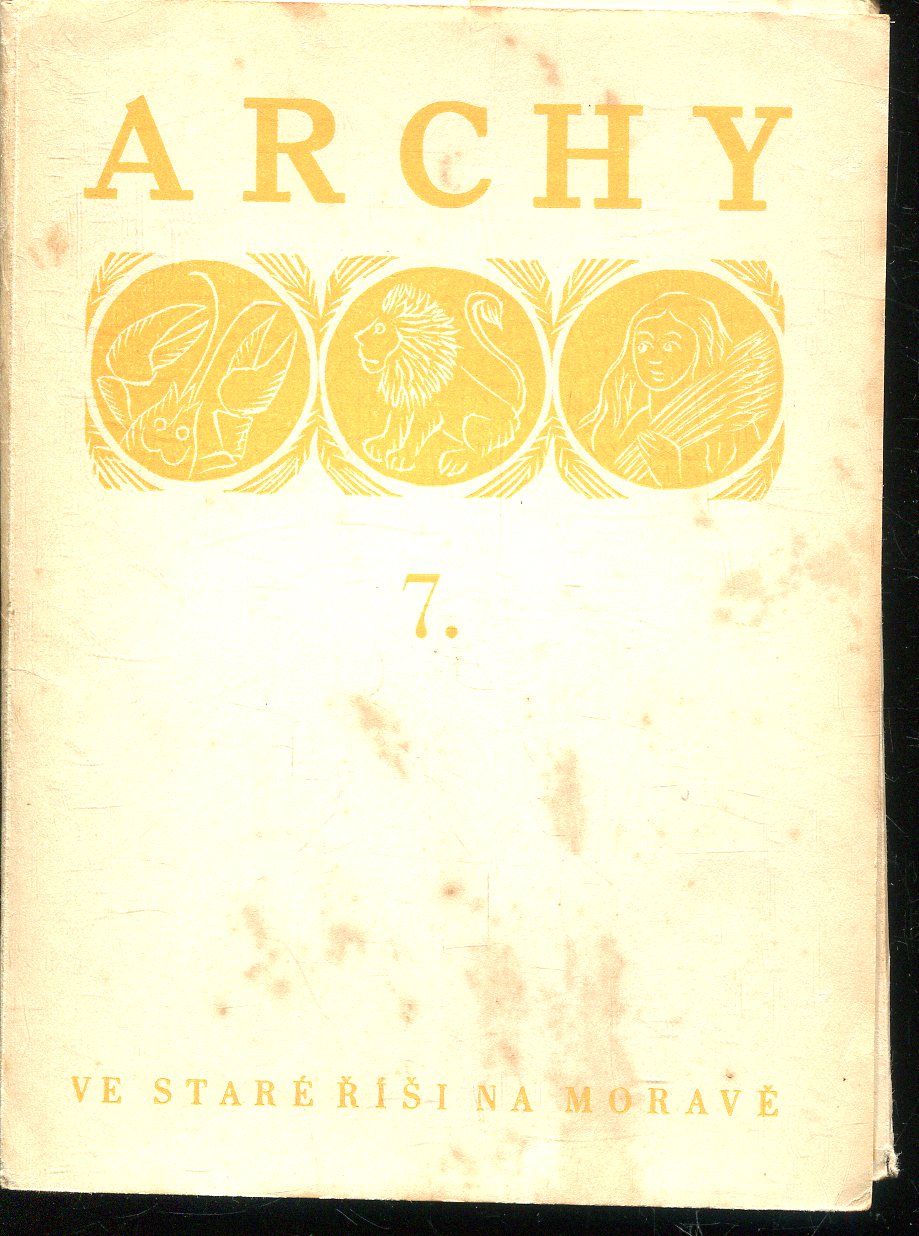 ARCHY
7.
VE STARÉ ŘÍŠI NA MORAVĚ